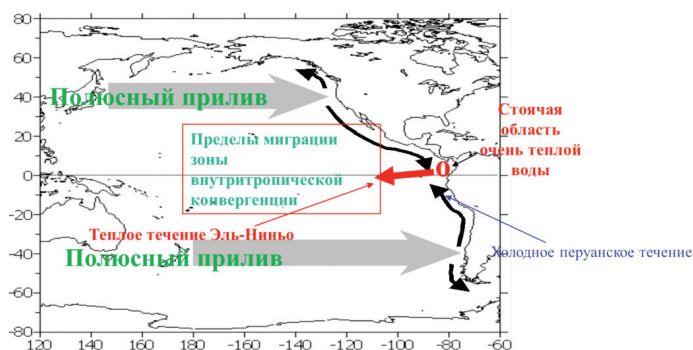 80
60
40
20
0
-20
-40
-60
-80
Полюсный прилив
Стоячая
область
очень теплой
воды
О
Пределы миграции
зоны
внутритропической
конвергенции
Теплое течение Эль-Ниньо
Полюсный прилив
Холодное перуанское течение
120 140 160 -180 -160 -140 -120 -100 -80 -60